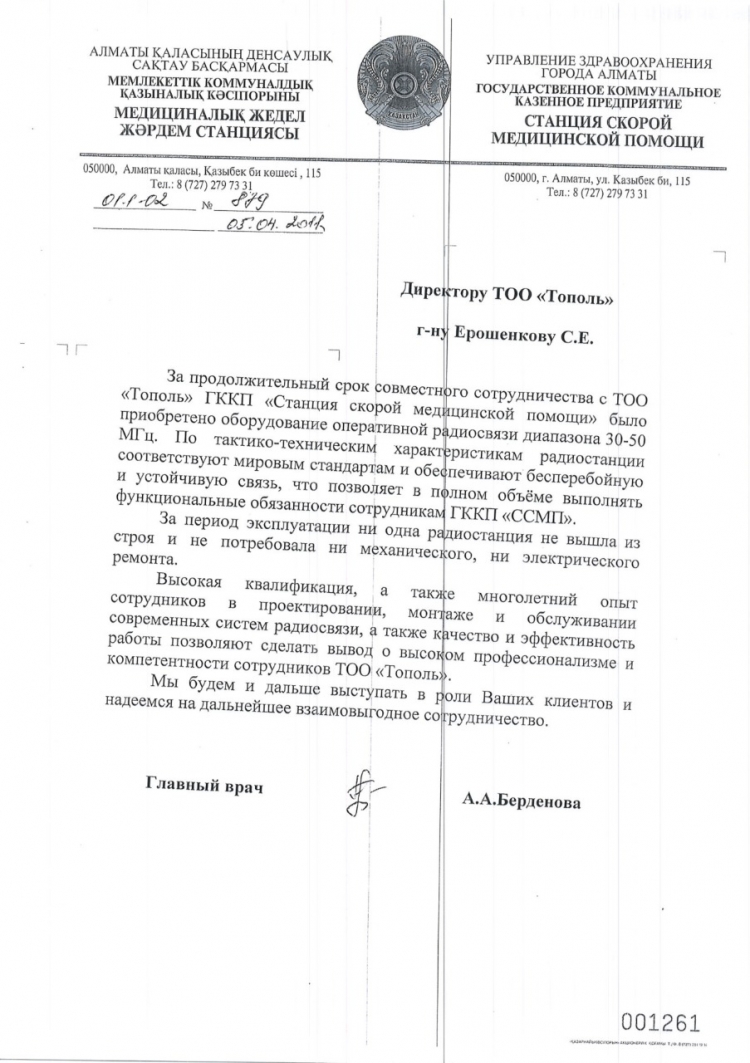 АЛМАТЫ ҚАЛАСЫНЫҢ ДЕНСАУЛЫҚ
САҚТАУ БАСҚАРМАСЫ
МЕМЛЕКЕТТІК КОММУНАЛДЫҚ
ҚАЗЫНАЛЫҚ КӘСІПОРЫНЫ
МЕДИЦИНАЛЫҚ ЖЕДЕЛ
ЖӘРДЕМ СТАНЦИЯСЫ
050000, Алматы қаласы, Қазыбек би көшесі , 115
Тел.: 8 (727) 279 73 31
01.1-02 № 879
05.04.2011
ҚАЗАҚСТАН
УПРАВЛЕНИЕ ЗДРАВООХРАНЕНИЯ
ГОРОДА АЛМАТЫ
ГОСУДАРСТВЕННОЕ КОММУНАЛЬНОЕ
КАЗЕННОЕ ПРЕДПРИЯТИЕ
СТАНЦИЯ СКОРОЙ
МЕДИЦИНСКОЙ ПОМОЩИ
050000, г. Алматы, ул. Казыбек би, 115
Тел.: 8 (727) 279 73 31
Директору ТОО «Тополь»
г-ну Ерошенкову С.Е.
За продолжительный срок совместного сотрудничества с ТОО
«Тополь» ГККП «Станция скорой медицинской помощи» было
приобретено оборудование оперативной радиосвязи диапазона 30-50
МГц. По тактико-техническим характеристикам радиостанции
соответствуют мировым стандартам и обеспечивают бесперебойную
и устойчивую связь, что позволяет в полном объёме выполнять
функциональные обязанности сотрудникам ГККП «ССМП».
За период эксплуатации ни одна радиостанция не вышла из
строя и не потребовала ни механического, ни электрического
ремонта.
Высокая квалификация, а также многолетний опыт
сотрудников в проектировании, монтаже и обслуживании
современных систем радиосвязи, а также качество и эффективность
работы позволяют сделать вывод о высоком профессионализме и
компетентности сотрудников ТОО «Тополь».
Мы будем и дальше выступать в роли Ваших клиентов и
надеемся на дальнейшее взаимовыгодное сотрудничество.
Главный врач
А.А.Берденова
001261